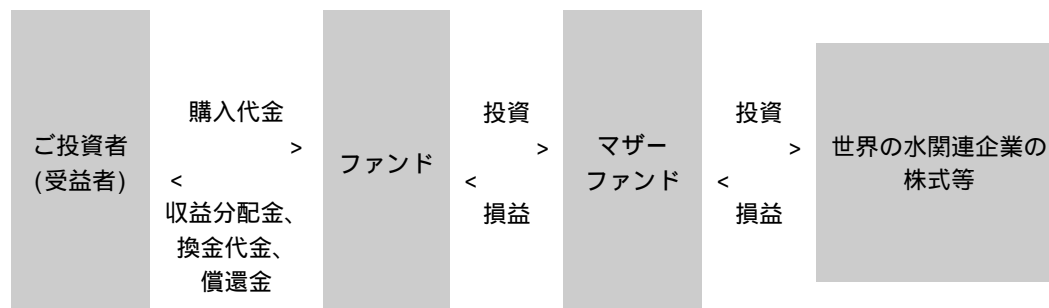 ご投資者
(受益者)
購入代金
>
<
収益分配金、
換金代金、
償還金
ファンド
投資
>
<
損益
マザー
ファンド
投資
>
<
損益
世界の水関連企業の
株式等